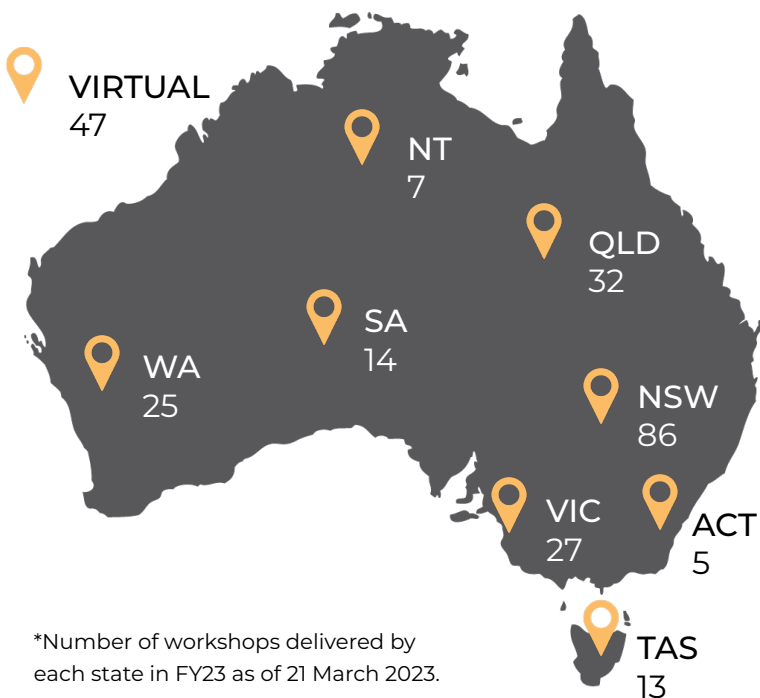 VIRTUAL
47
NT
7
QLD
32
SA
14
WA
25
NSW
86
VIC
27
ACT
5
TAS
13
*Number of workshops delivered by
each state in FY23 as of 21 March 2023.